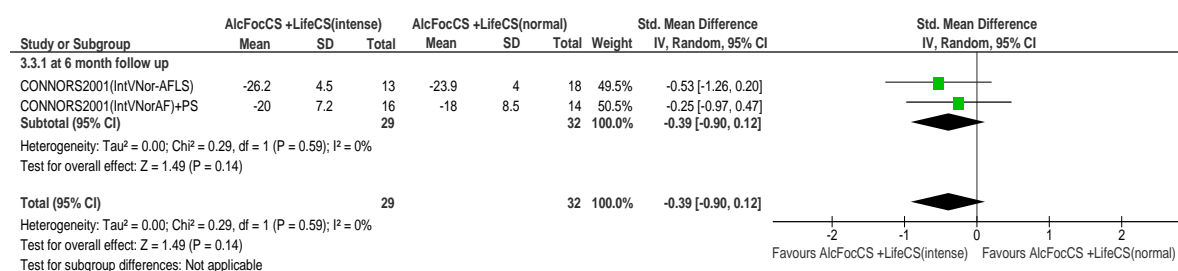 AlcFocCS +LifeCS(intense) AlcFocCS +LifeCS(normal) Std. Mean Difference Std. Mean Difference
Study or Subgroup Mean SD Total Mean SD Total Weight IV, Random, 95% CI IV, Random, 95% CI
3.3.1 at 6 month follow up
CONNORS2001(IntVNor-AFLS) -26.2 4.5 13 -23.9 4 18 49.5% -0.53 [-1.26, 0.20]
CONNORS2001(IntVNorAF)+PS -20 7.2 16 -18 8.5 14 50.5% -0.25 [-0.97, 0.47]
Subtotal (95% CI) 29 32 100.0% -0.39 [-0.90, 0.12]
Heterogeneity: Tau² = 0.00; Chi² = 0.29, df = 1 (P = 0.59); I² = 0%
Test for overall effect: Z = 1.49 (P = 0.14)
Total (95% CI) 29 32 100.0% -0.39 [-0.90, 0.12]
Heterogeneity: Tau² = 0.00; Chi² = 0.29, df = 1 (P = 0.59); I² = 0%
Test for overall effect: Z = 1.49 (P = 0.14)
Test for subgroup differences: Not applicable
-2 -1 0 1 2
Favours AlcFocCS +LifeCS(intense) Favours AlcFocCS +LifeCS(normal)